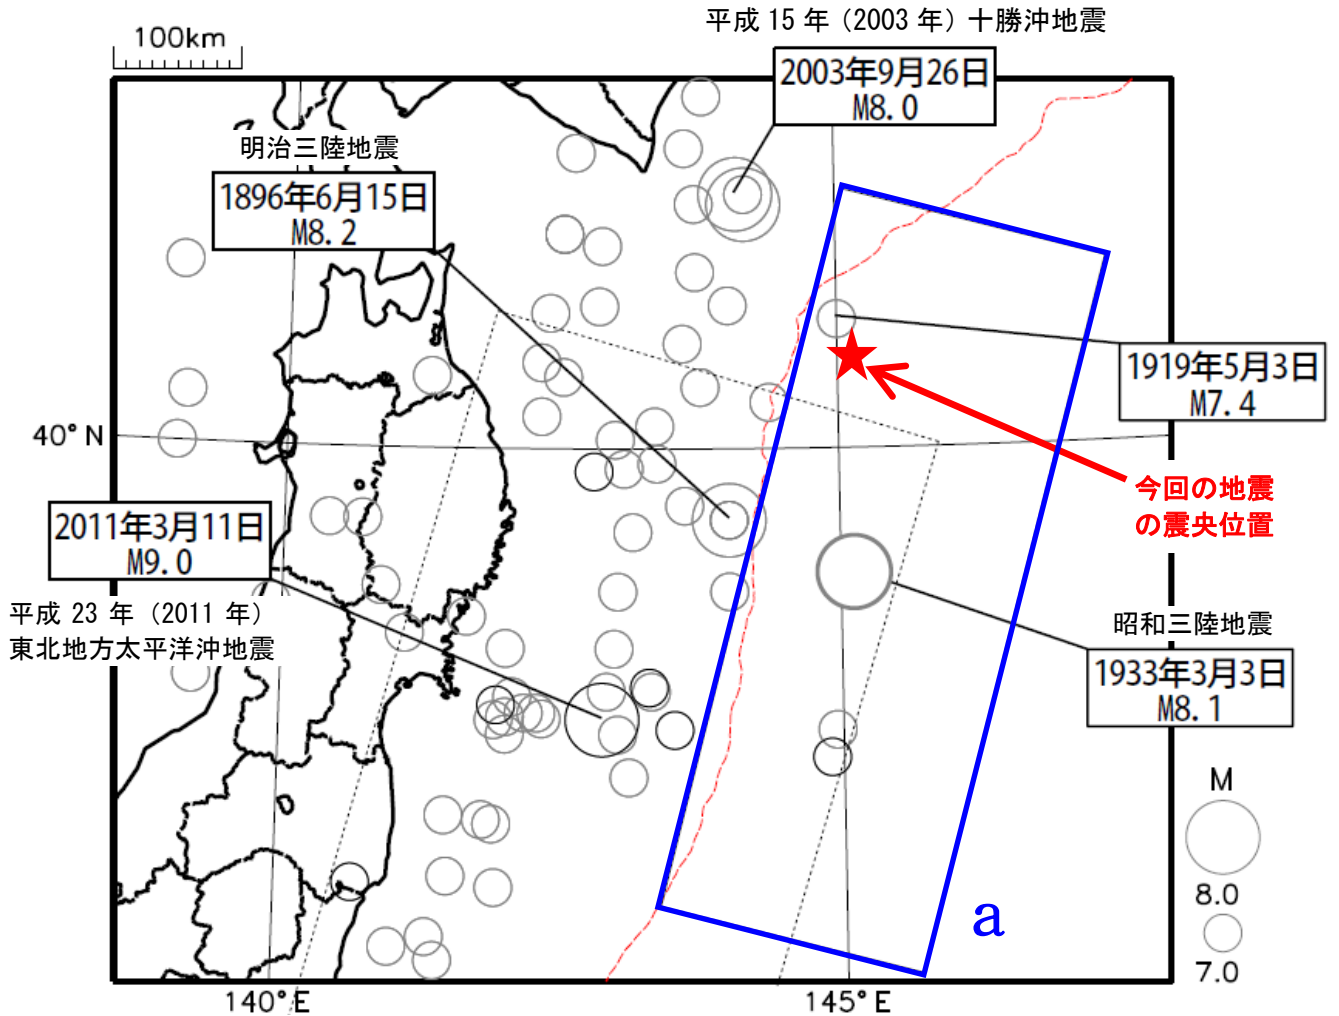 平成 15 年（2003 年）十勝沖地震
100km
2003年9月26日
M8.0
明治三陸地震
1896年6月15日
M8.2
1919年5月3日
M7.4
40°N
今回の地震
の震央位置
2011年3月11日
M9.0
平成 23 年（2011 年）
東北地方太平洋沖地震
昭和三陸地震
1933年3月3日
M8.1
M
8.0
7.0
a
140°E
145°E